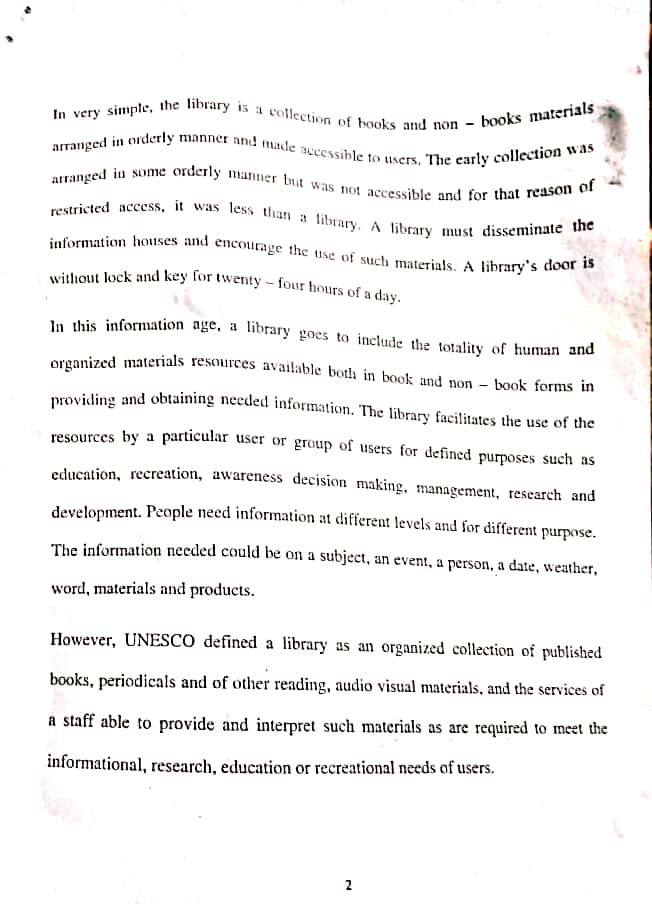 In very simple, the library is a collection of books and non – books materials
arranged in orderly manner and made accessible to users. The early collection was
arranged in some orderly manner but was not accessible and for that reason of
restricted access, it was less than a library. A library must disseminate the
information houses and encourage the use of such materials. A library's door is
without lock and key for twenty – four hours of a day.
In this information age, a library goes to include the totality of human and
organized materials resources available both in book and non – book forms in
providing and obtaining needed information. The library facilitates the use of the
resources by a particular user or group of users for defined purposes such as
education, recreation, awareness decision making, management, research and
development. People need information at different levels and for different purpose.
The information needed could be on a subject, an event, a person, a date, weather,
word, materials and products.
However, UNESCO defined a library as an organized collection of published
books, periodicals and of other reading, audio visual materials, and the services of
a staff able to provide and interpret such materials as are required to meet the
informational, research, education or recreational needs of users.
2